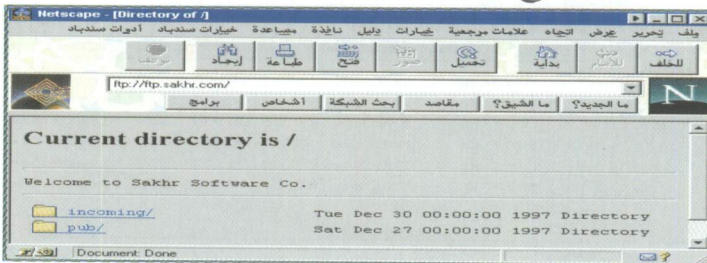 Netscape - [Directory of /]
ملف تحرير عرض اتجاه علامات مرجعية خيارات دليل نافذة مساعدة خيارات سندباد أدوات سندباد
للخلف للأمام بداية تحميل صور فتح طباعة إيجاد توقف
ftp://ftp.sakhr.com/
ما الجديد؟ ما الشيق؟ مقاصد بحث الشبكة أشخاص برامج
N
Current directory is /
Welcome to Sakhr Software Co.
incoming/ Tue Dec 30 00:00:00 1997 Directory
pub/ Sat Dec 27 00:00:00 1997 Directory
Document: Done